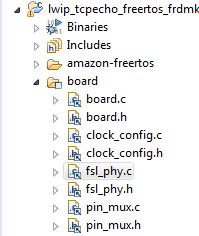 lwip_tcpecho_freertos_frdmk
Binaries
Includes
amazon-freertos
board
board.c
board.h
clock_config.c
clock_config.h
fsl_phy.c
fsl_phy.h
pin_mux.c
pin_mux.h